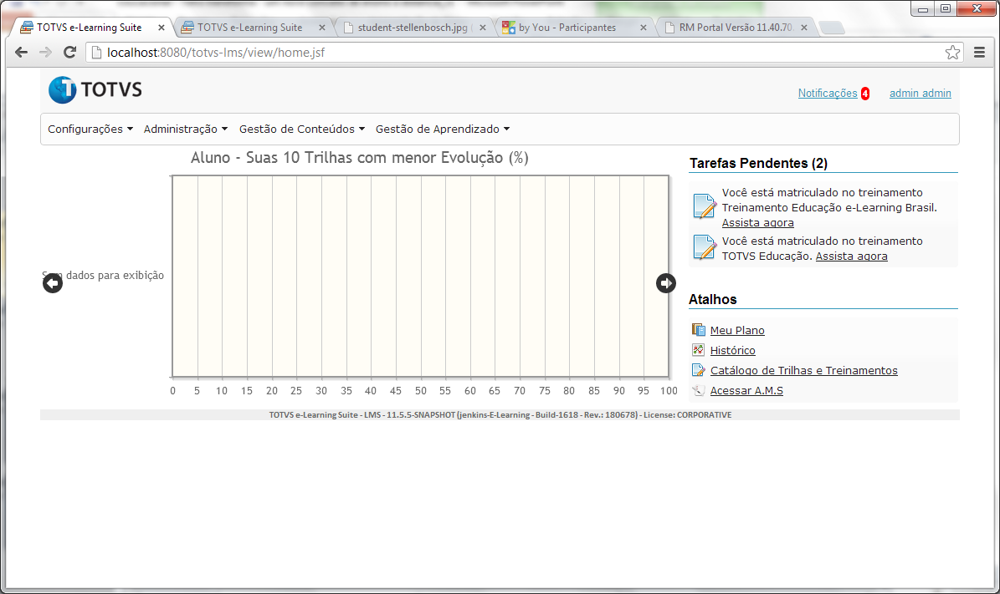 TOTVS e-Learning Suite
TOTVS e-Learning Suite
student-stellenbosch.jpg (
by You - Participantes
RM Portal Versão 11.40.70.
localhost:8080/totvs-lms/view/home.jsf
TOTVS
Notificações 4 admin admin
Configurações Administração Gestão de Conteúdos Gestão de Aprendizado
Aluno - Suas 10 Trilhas com menor Evolução (%)
Sem dados para exibição
0 5 10 15 20 25 30 35 40 45 50 55 60 65 70 75 80 85 90 95 100
Tarefas Pendentes (2)
Você está matriculado no treinamento
Treinamento Educação e-Learning Brasil.
Assista agora
Você está matriculado no treinamento
TOTVS Educação. Assista agora
Atalhos
Meu Plano
Histórico
Catálogo de Trilhas e Treinamentos
Acessar A.M.S
TOTVS e-Learning Suite - LMS - 11.5.5-SNAPSHOT (jenkins-E-Learning - Build-1618 - Rev.: 180678) - License: CORPORATIVE